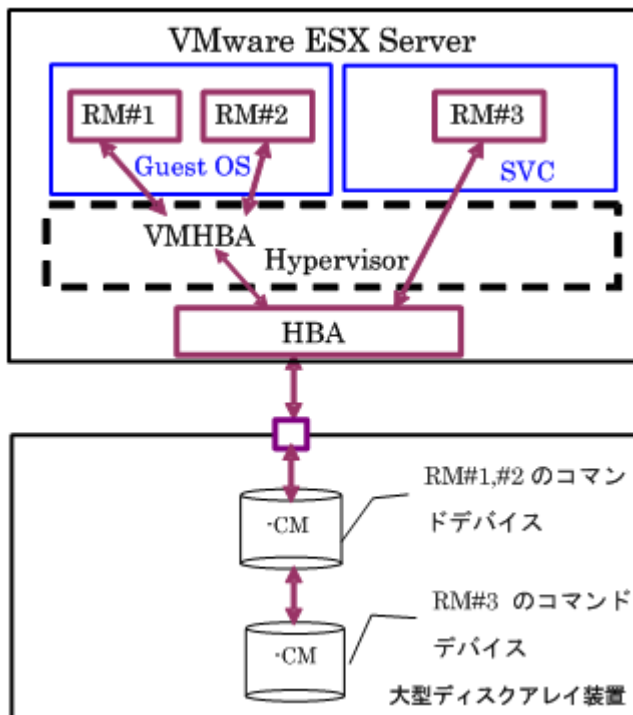 VMware ESX Server
RM#1
RM#2
RM#3
Guest OS
SVC
VMHBA
Hypervisor
HBA
RM#1,#2 のコマン
ドデバイス
-CM
RM#3 のコマンド
デバイス
-CM
大型ディスクアレイ装置